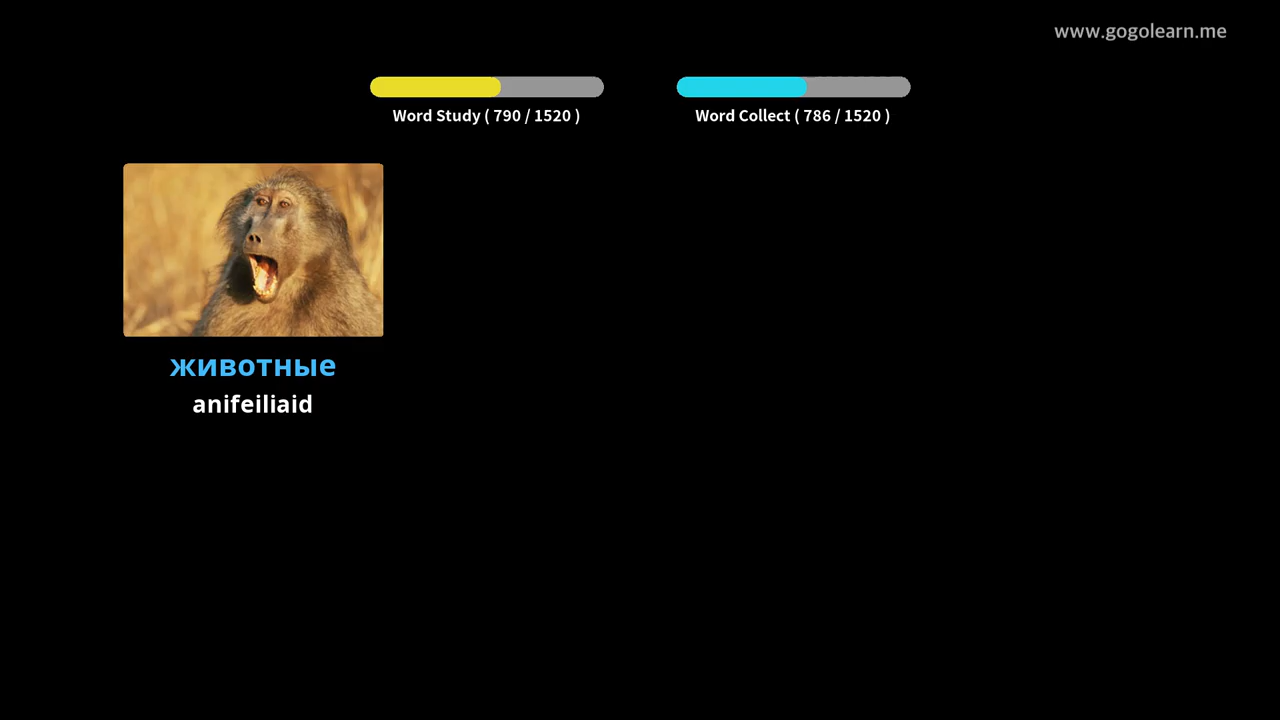 www.gogolearn.me
Word Study ( 790 / 1520 )
Word Collect ( 786 / 1520 )
животные
anifeiliaid